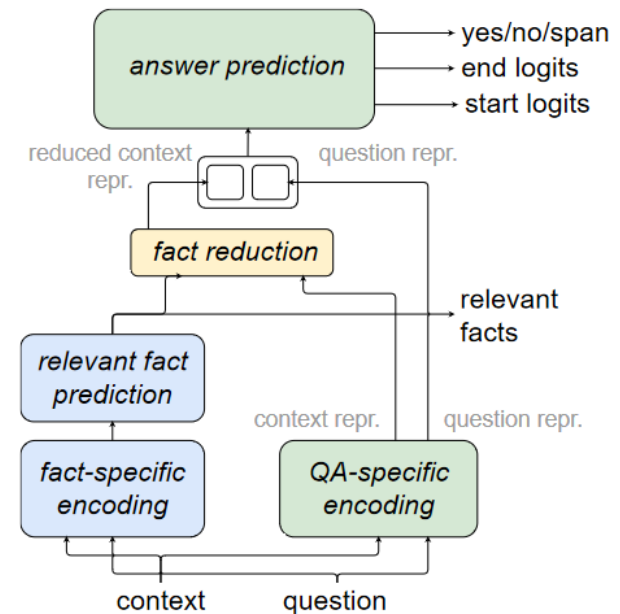 answer prediction
yes/no/span
end logits
start logits
reduced context
repr.
question repr.
fact reduction
relevant
facts
relevant fact
prediction
context repr.
question repr.
fact-specific
encoding
QA-specific
encoding
context
question